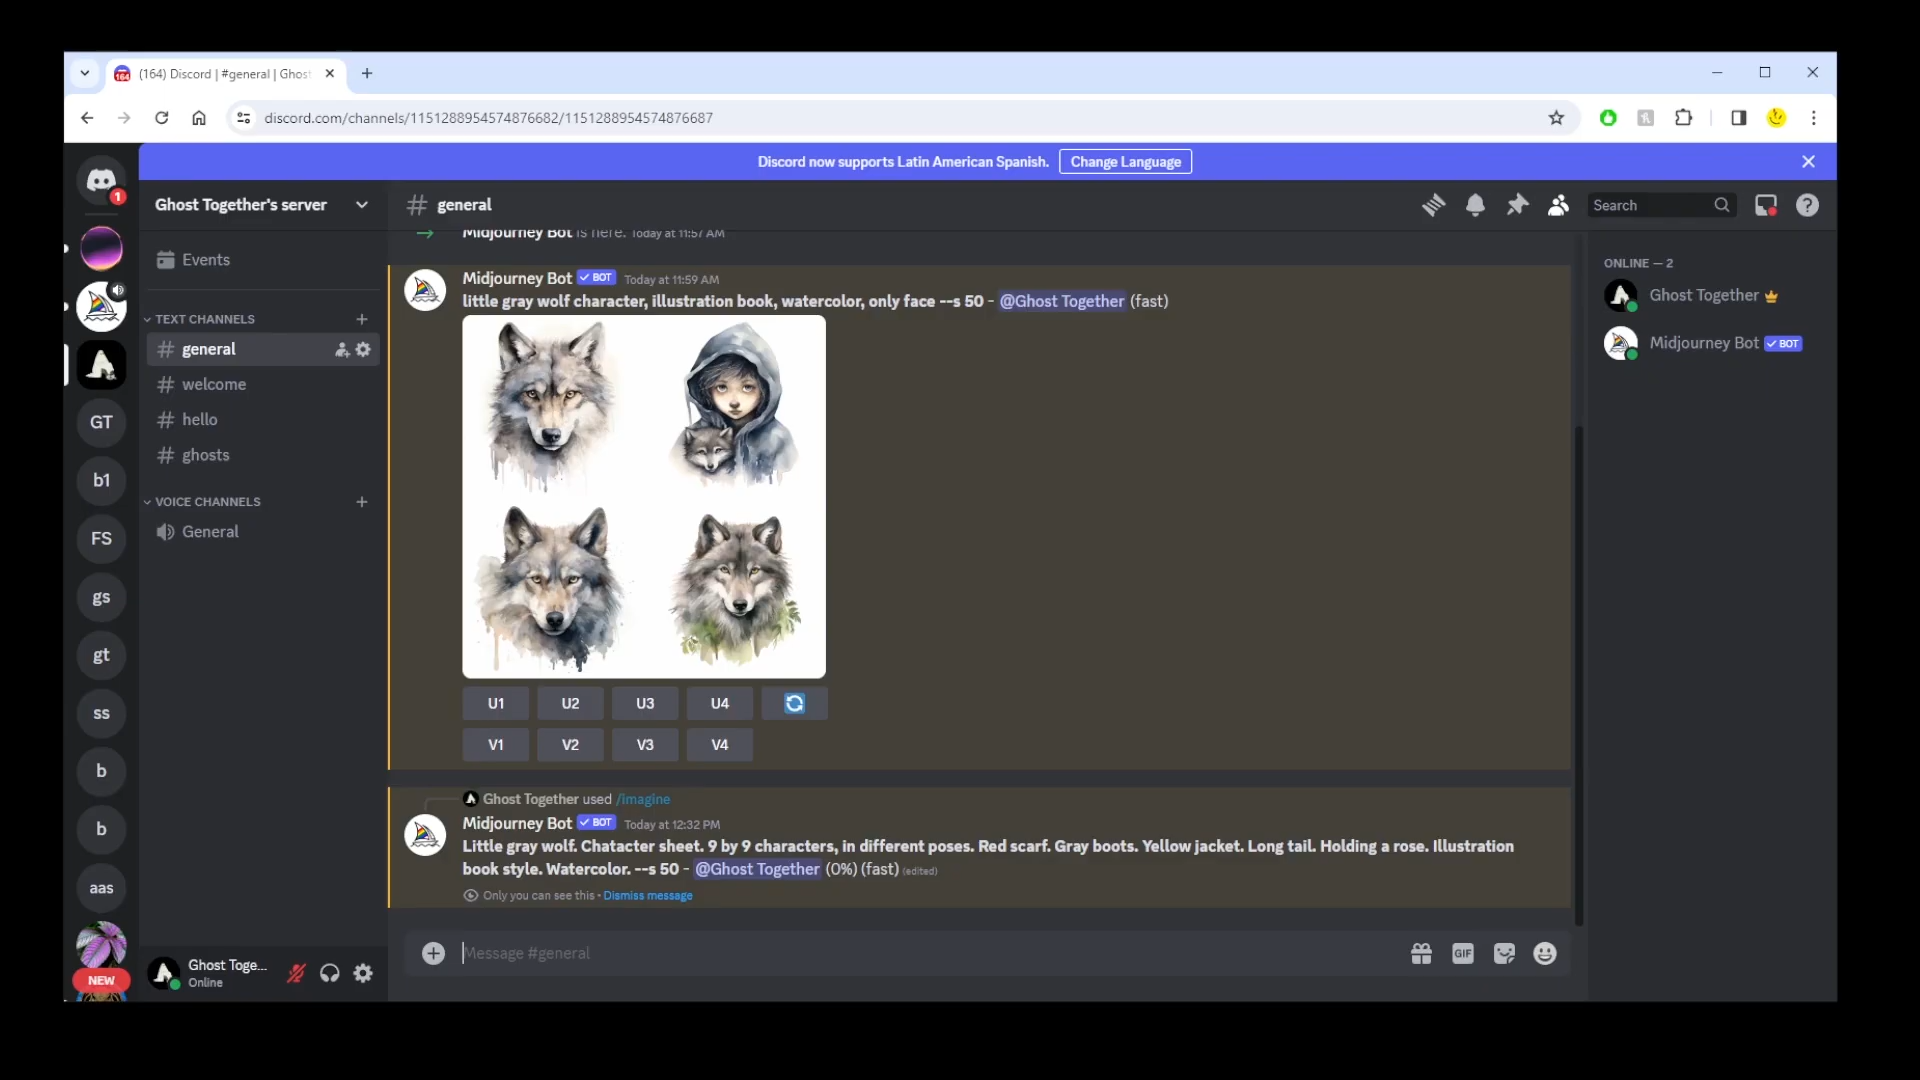 (164) Discord | #general | Ghost
discord.com/channels/1151288954574876682/1151288954574876687
Discord now supports Latin American Spanish. Change Language
1
Ghost Together's server
general
Search
Events
TEXT CHANNELS
general
welcome
hello
ghosts
VOICE CHANNELS
General
GT
b1
FS
gs
gt
ss
b
b
aas
NEW
Ghost Toge...
Online
Midjourney Bot is here. Today at 11:57 AM
Midjourney Bot BOT Today at 11:59 AM
little gray wolf character, illustration book, watercolor, only face --s 50 - @Ghost Together (fast)
U1 U2 U3 U4
V1 V2 V3 V4
Ghost Together used /imagine
Midjourney Bot BOT Today at 12:32 PM
Little gray wolf. Chatacter sheet. 9 by 9 characters, in different poses. Red scarf. Gray boots. Yellow jacket. Long tail. Holding a rose. Illustration
book style. Watercolor. --s 50 - @Ghost Together (0%) (fast) (edited)
Only you can see this • Dismiss message
Message #general
GIF
ONLINE — 2
Ghost Together
Midjourney Bot BOT